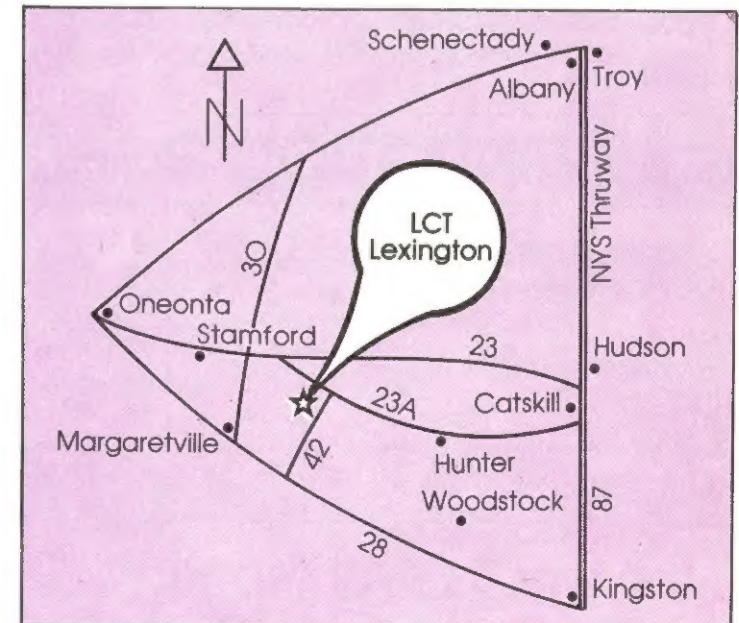 Schenectady
Albany
Troy
N
NYS Thruway
LCT
Lexington
30
Oneonta
Stamford
23
Hudson
23A
Catskill
Margaretville
42
Hunter
Woodstock
87
28
Kingston